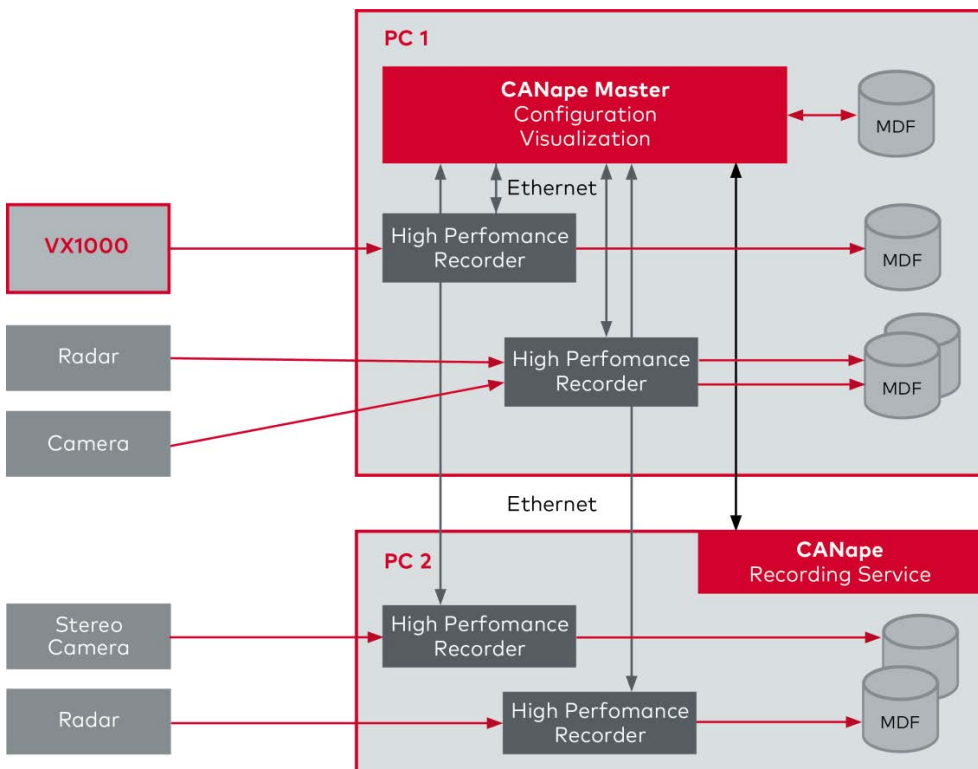 PC 1
CANape Master
Configuration
Visualization
MDF
Ethernet
VX1000
High Perfomance
Recorder
MDF
Radar
High Perfomance
Recorder
MDF
Camera
Ethernet
PC 2
CANape
Recording Service
Stereo
Camera
High Perfomance
Recorder
Radar
High Perfomance
Recorder
MDF